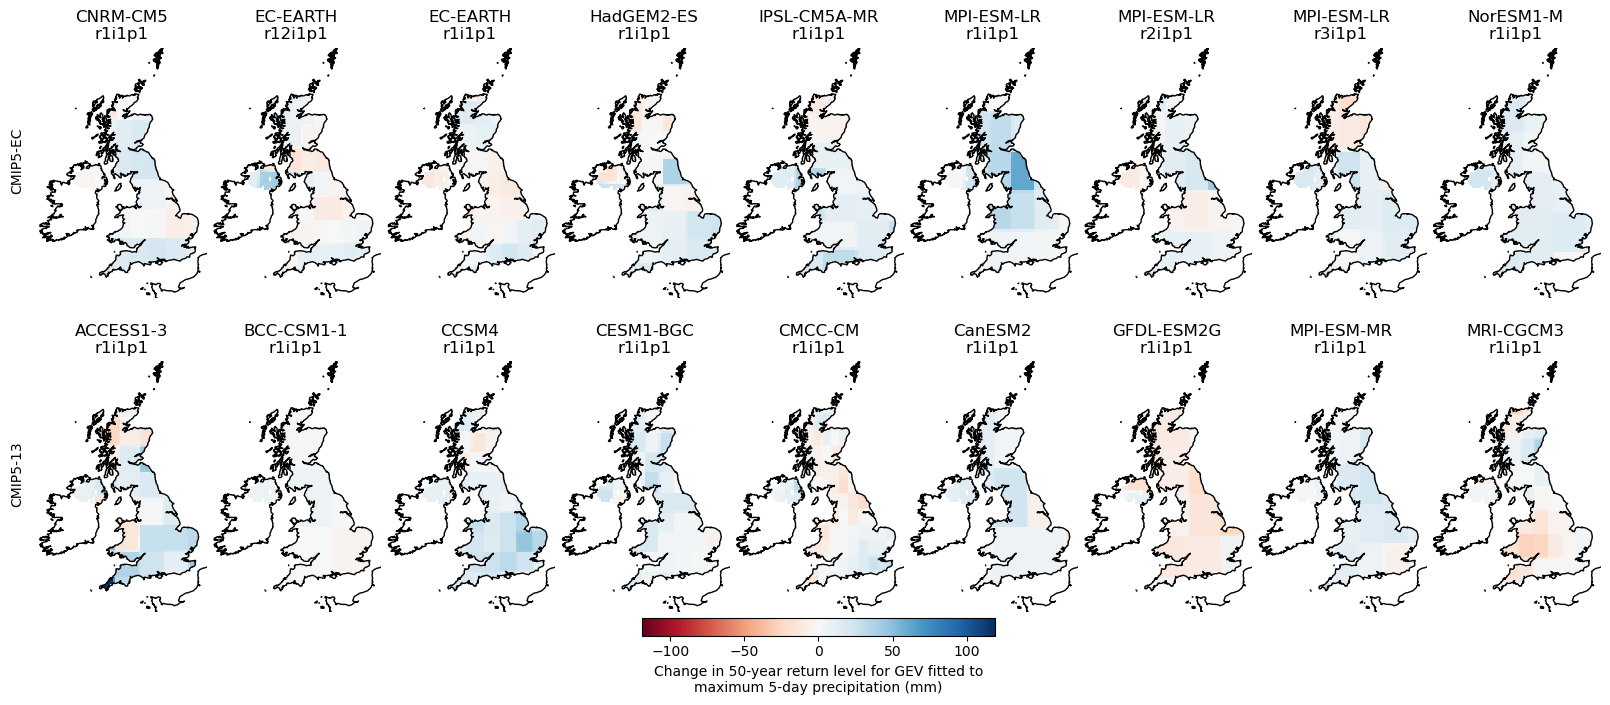 CNRM-CM5 EC-EARTH EC-EARTH HadGEM2-ES IPSL-CM5A-MR MPI-ESM-LR MPI-ESM-LR MPI-ESM-LR NorESM1-M
r1i1p1 r12i1p1 r1i1p1 r1i1p1 r1i1p1 r1i1p1 r2i1p1 r3i1p1 r1i1p1
CMIP5-EC
ACCESS1-3 BCC-CSM1-1 CCSM4 CESM1-BGC CMCC-CM CanESM2 GFDL-ESM2G MPI-ESM-MR MRI-CGCM3
r1i1p1 r1i1p1 r1i1p1 r1i1p1 r1i1p1 r1i1p1 r1i1p1 r1i1p1 r1i1p1
CMIP5-13
−100 −50 0 50 100
Change in 50-year return level for GEV fitted to
maximum 5-day precipitation (mm)